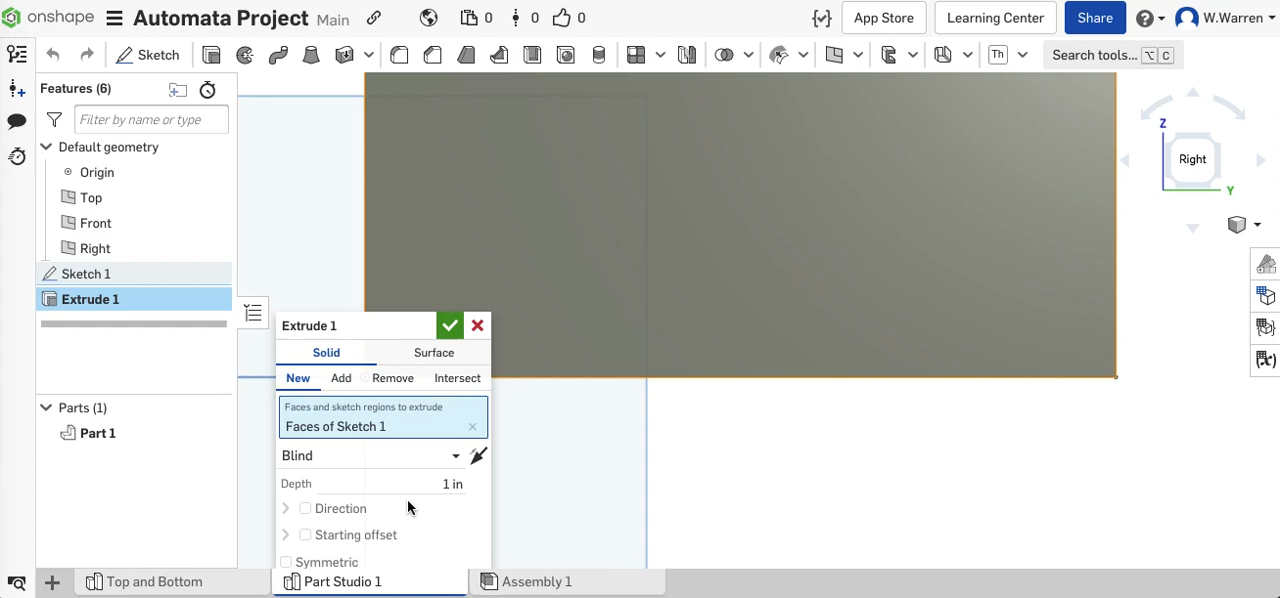 onshape Automata Project Main 0 0 0 App Store Learning Center Share W.Warren
Sketch Th Search tools... ⌥ C
Features (6)
Filter by name or type
Default geometry
Origin
Top
Front
Right
Sketch 1
Extrude 1
Parts (1)
Part 1
Extrude 1
Solid Surface
New Add Remove Intersect
Faces and sketch regions to extrude
Faces of Sketch 1
Blind
Depth 1 in
Direction
Starting offset
Symmetric
Z
Right
Y
Top and Bottom Part Studio 1 Assembly 1